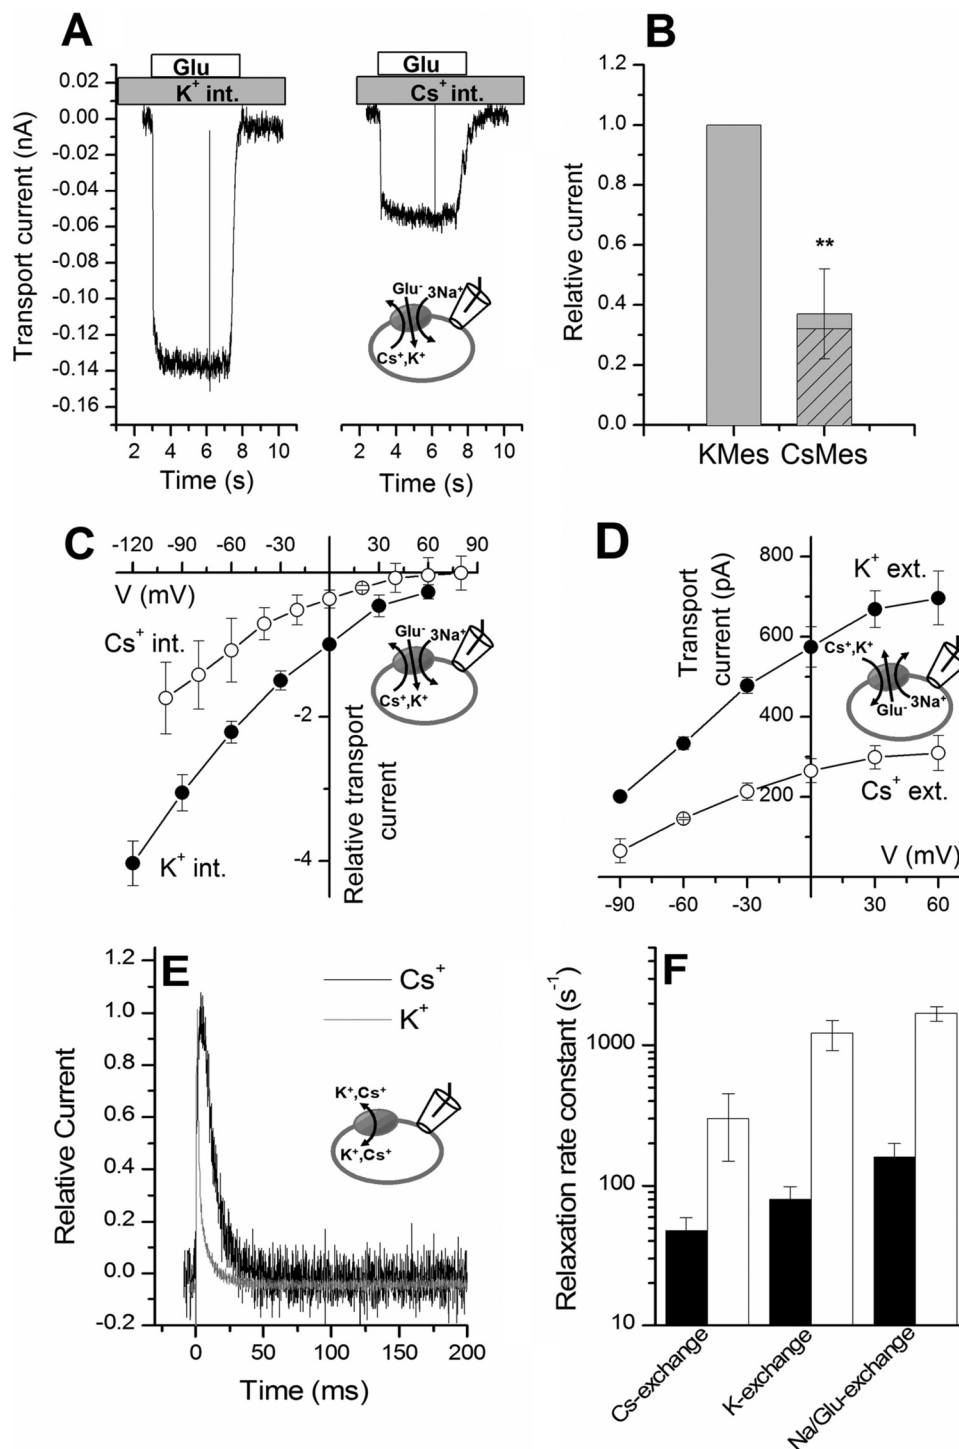 A
Glu
K+ int.
Glu
Cs+ int.
Transport current (nA)
0.02
0.00
-0.02
-0.04
-0.06
-0.08
-0.10
-0.12
-0.14
-0.16
Glu-
3Na+
Cs+,K+
2 4 6 8 10
2 4 6 8 10
Time (s)
Time (s)
B
Relative current
1.2
1.0
0.8
0.6
0.4
0.2
0.0
**
KMes CsMes
C
-120 -90 -60 -30 30 60 90
V (mV)
Cs+ int.
Glu-
3Na+
Cs+,K+
-2
-4
Relative transport
current
K+ int.
D
Transport
current (pA)
800
600
400
200
K+ ext.
Cs+,K+
Glu-
3Na+
Cs+ ext.
V (mV)
-90 -60 -30 30 60
E
Relative Current
1.2
1.0
0.8
0.6
0.4
0.2
0.0
-0.2
Cs+
K+
K+,Cs+
K+,Cs+
0 50 100 150 200
Time (ms)
F
Relaxation rate constant (s-1)
1000
100
10
Cs-exchange
K-exchange
Na/Glu-exchange